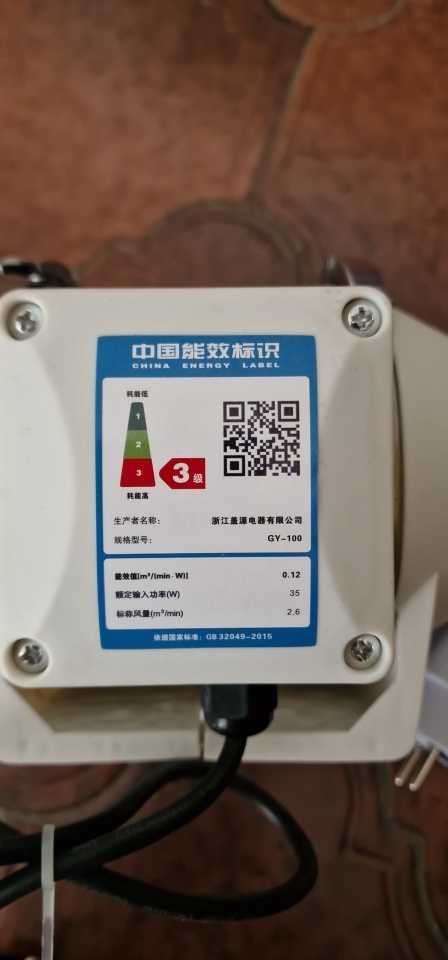 中国能效标识
CHINA ENERGY LABEL
耗能低
1
2
3
3级
耗能高
生产者名称： 浙江盖源电器有限公司
规格型号： GY-100
能效值[m³/(min·W)] 0.12
额定输入功率(W) 35
标称风量(m³/min) 2.6
依据国家标准：GB 32049-2015